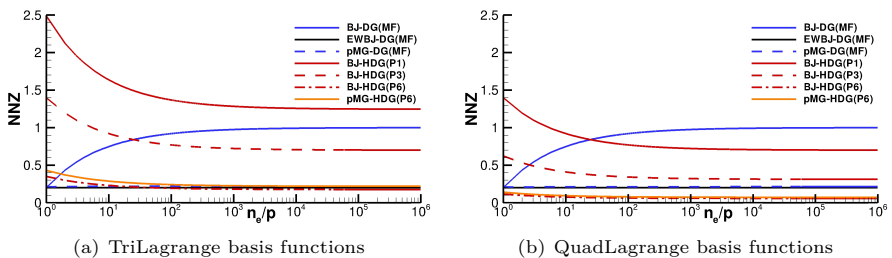 2.5
2
1.5
1
0.5
0
NNZ
10^0 10^1 10^2 10^3 10^4 10^5 10^6
n_e/p
BJ-DG(MF)
EWBJ-DG(MF)
pMG-DG(MF)
BJ-HDG(P1)
BJ-HDG(P3)
BJ-HDG(P6)
pMG-HDG(P6)
(a) TriLagrange basis functions
2.5
2
1.5
1
0.5
0
NNZ
10^0 10^1 10^2 10^3 10^4 10^5 10^6
n_e/p
BJ-DG(MF)
EWBJ-DG(MF)
pMG-DG(MF)
BJ-HDG(P1)
BJ-HDG(P3)
BJ-HDG(P6)
pMG-HDG(P6)
(b) QuadLagrange basis functions